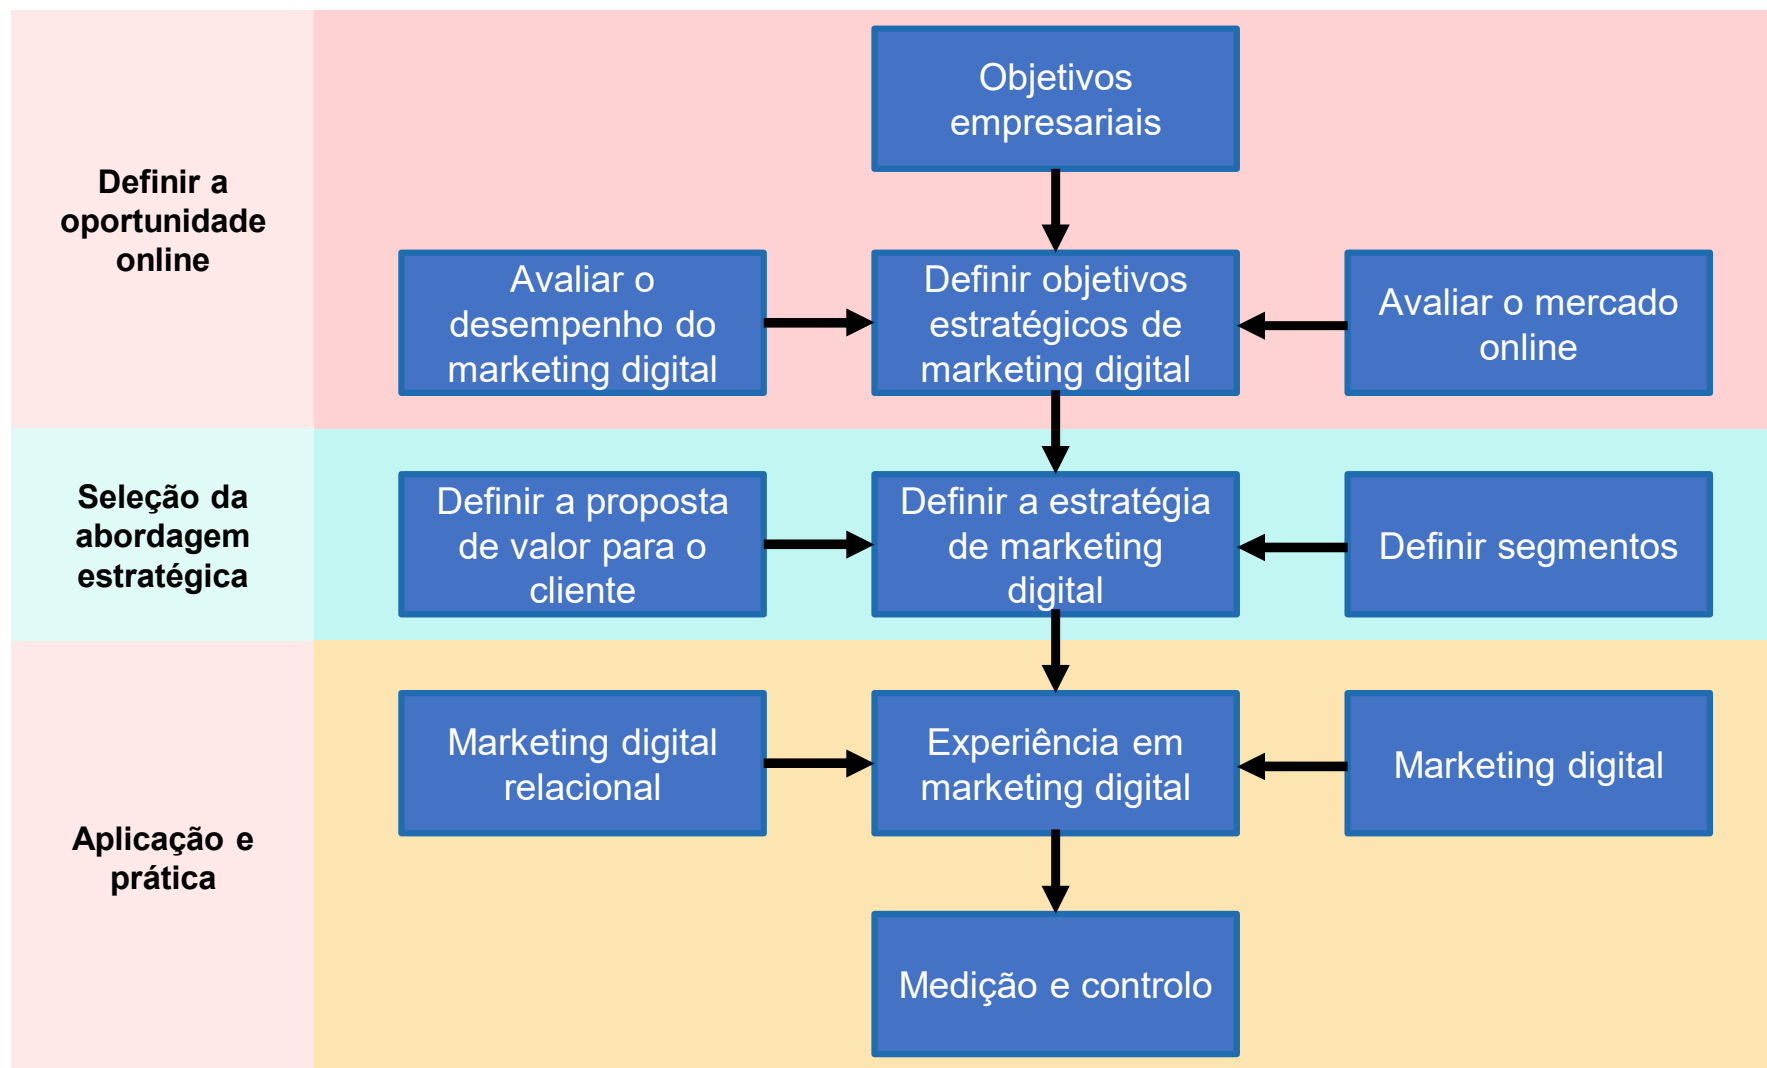 Definir a
oportunidade
online
Objetivos
empresariais
Avaliar o
desempenho do
marketing digital
Definir objetivos
estratégicos de
marketing digital
Avaliar o mercado
online
Seleção da
abordagem
estratégica
Definir a proposta
de valor para o
cliente
Definir a estratégia
de marketing
digital
Definir segmentos
Aplicação e
prática
Marketing digital
relacional
Experiência em
marketing digital
Marketing digital
Medição e controlo